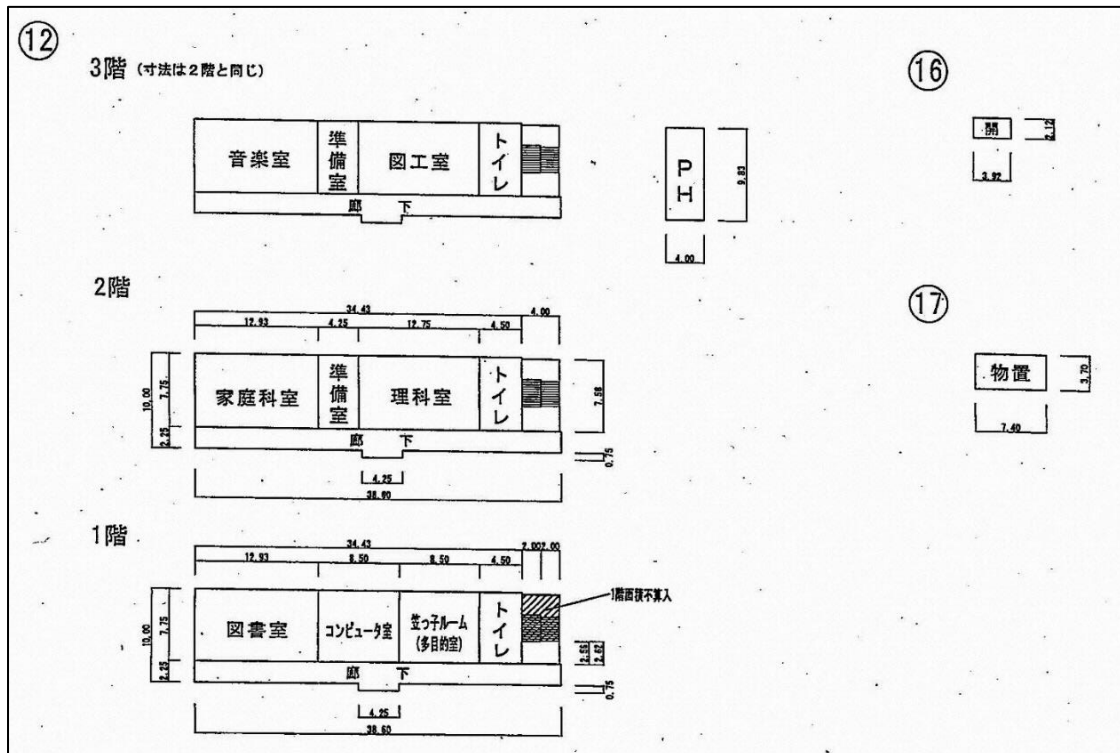 ⑫
3階 (寸法は2階と同じ)
音楽室
準備室
図工室
トイレ
廊下
PH
9.83
4.00
⑯
開
2.12
3.92
2階
34.43
4.00
12.93
4.25
12.75
4.50
10.00
7.75
2.25
家庭科室
準備室
理科室
トイレ
廊下
7.58
0.75
4.25
38.60
⑰
物置
3.70
7.40
1階
34.43
2.00
2.00
12.93
8.50
8.50
4.50
1階面積不算入
10.00
7.75
2.25
図書室
コンピュータ室
笠っ子ルーム
(多目的室)
トイレ
廊下
2.62
0.75
4.25
38.60